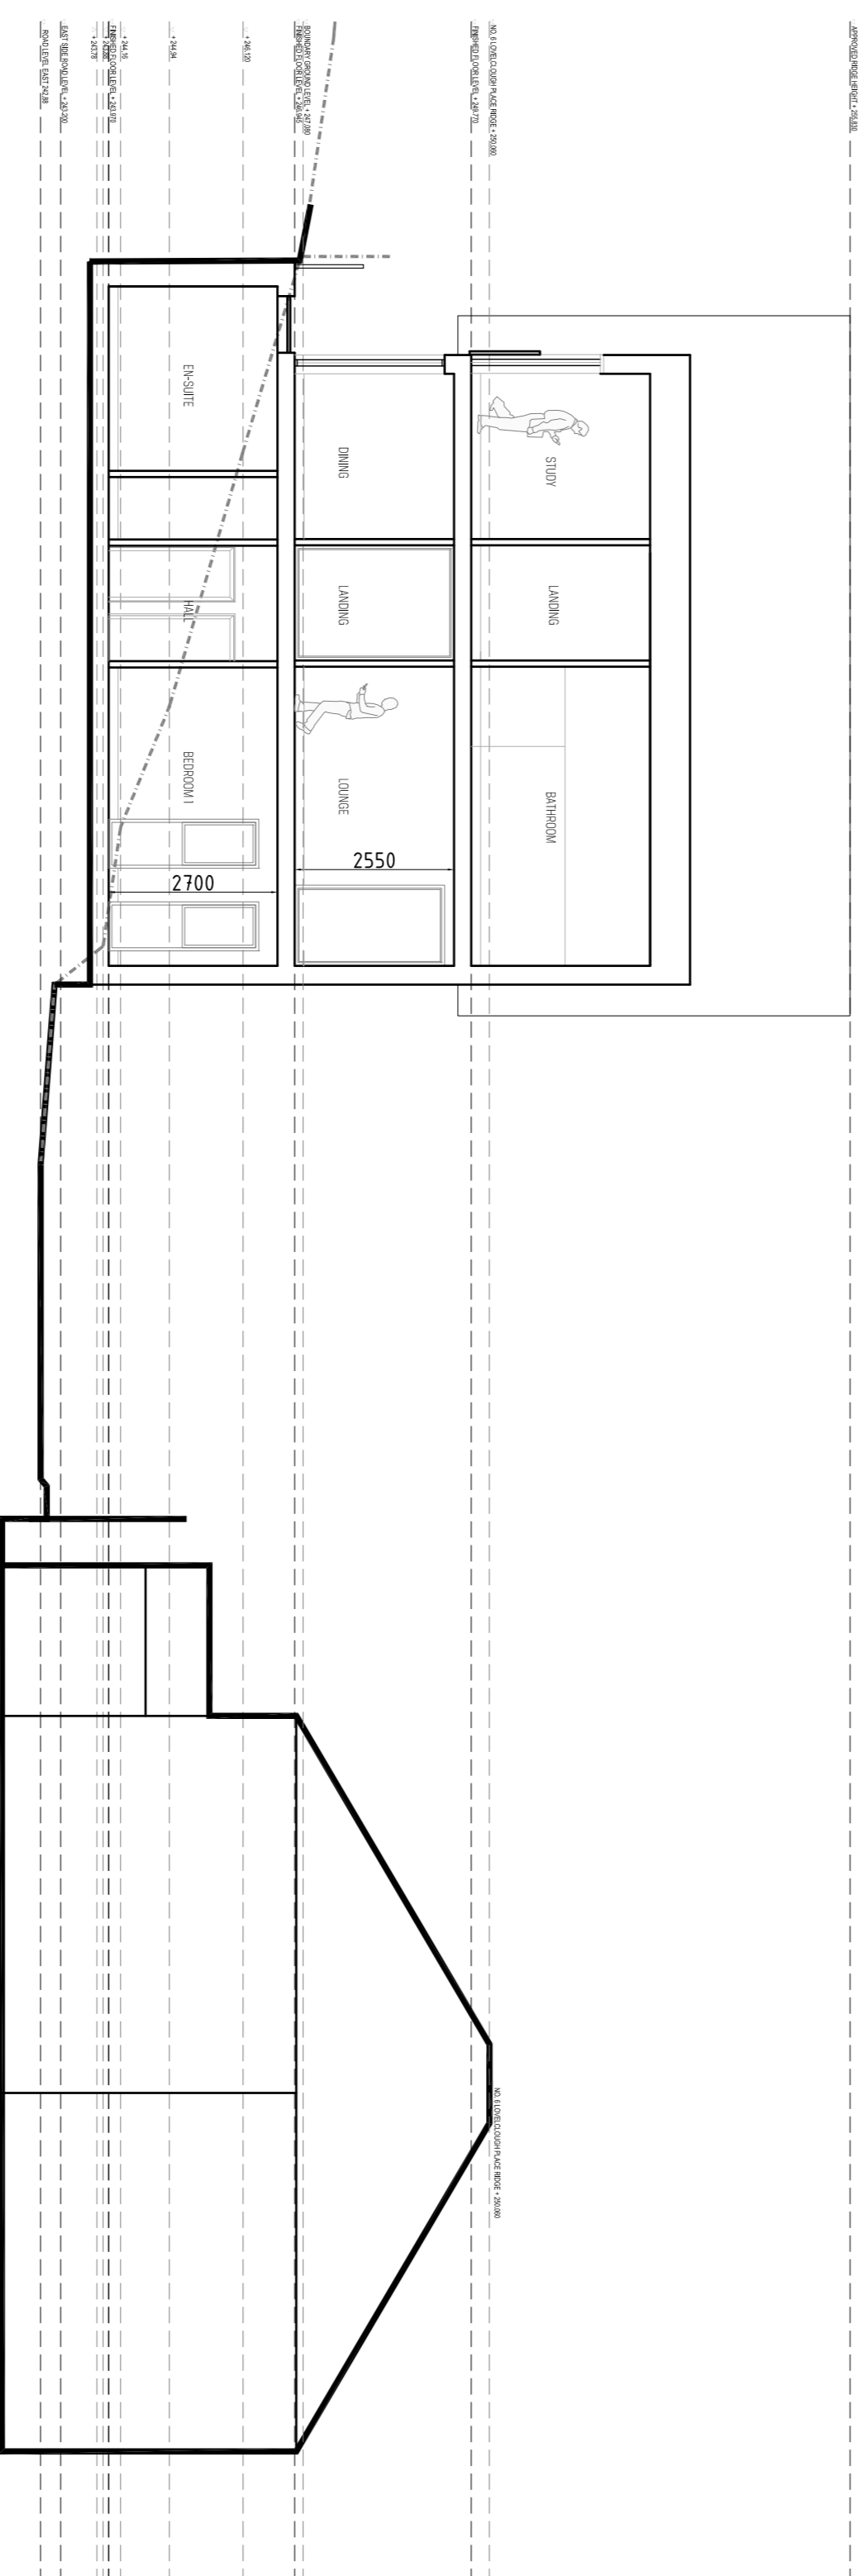 APPROVED RIDGE HEIGHT + 255.830
NO. 6 LOVELCLOUGH PLACE RIDGE + 250.060
FINISHED FLOOR LEVEL + 249.770
BOUNDARY GROUND LEVEL + 247.080
FINISHED FLOOR LEVEL + 246.945
+ 246.120
+ 244.94
+ 244.16
FINISHED FLOOR LEVEL + 243.970
+ 243.78
EAST SIDE ROAD LEVEL + 243.200
ROAD LEVEL EAST 242.88
STUDY
LANDING
BATHROOM
DINING
LANDING
LOUNGE
2550
EN-SUITE
HALL
BEDROOM 1
2700
NO. 6 LOVELCLOUGH PLACE RIDGE + 250.060